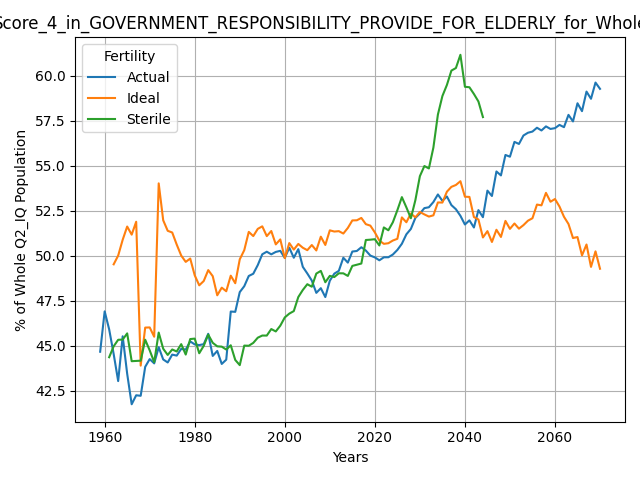 Score_4_in_GOVERNMENT_RESPONSIBILITY_PROVIDE_FOR_ELDERLY_for_Whole
Fertility
Actual
Ideal
Sterile
% of Whole Q2_IQ Population
60.0
57.5
55.0
52.5
50.0
47.5
45.0
42.5
1960 1980 2000 2020 2040 2060
Years